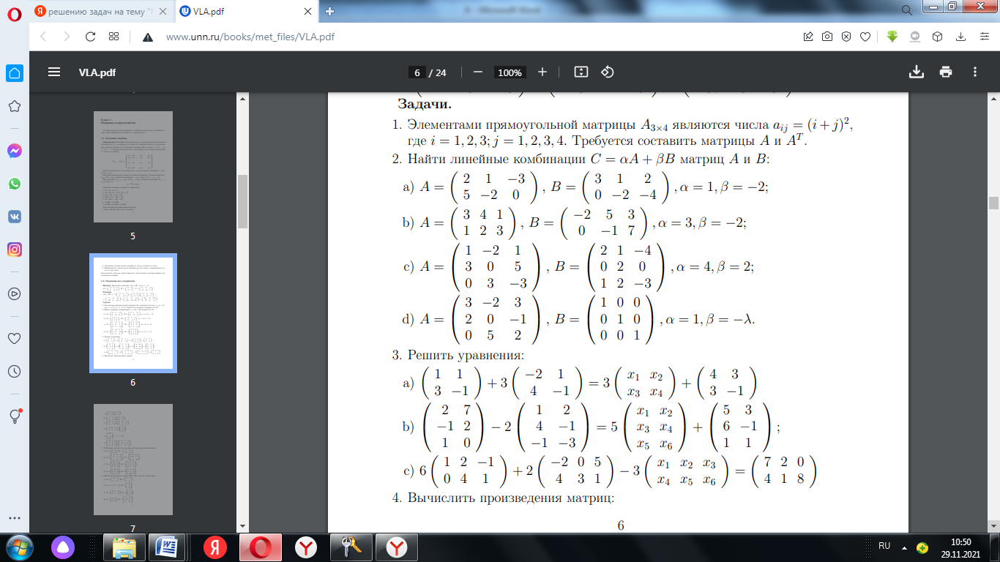 решению задач на тему "
VLA.pdf
9 - Microsoft Word
www.unn.ru/books/met_files/VLA.pdf
VLA.pdf
6 / 24
100%
5
6
7
Задачи.
1. Элементами прямоугольной матрицы A₃ₓ₄ являются числа aᵢⱼ = (i + j)²,
где i = 1, 2, 3; j = 1, 2, 3, 4. Требуется составить матрицы A и Aᵀ.
2. Найти линейные комбинации C = αA + βB матриц A и B:
a) A = ( 2 1 −3 ; 5 −2 0 ) , B = ( 3 1 2 ; 0 −2 −4 ) , α = 1, β = −2;
b) A = ( 3 4 1 ; 1 2 3 ) , B = ( −2 5 3 ; 0 −1 7 ) , α = 3, β = −2;
c) A = ( 1 −2 1 ; 3 0 5 ; 0 3 −3 ) , B = ( 2 1 −4 ; 0 2 0 ; 1 2 −3 ) , α = 4, β = 2;
d) A = ( 3 −2 3 ; 2 0 −1 ; 0 5 2 ) , B = ( 1 0 0 ; 0 1 0 ; 0 0 1 ) , α = 1, β = −λ.
3. Решить уравнения:
a) ( 1 1 ; 3 −1 ) + 3 ( −2 1 ; 4 −1 ) = 3 ( x₁ x₂ ; x₃ x₄ ) + ( 4 3 ; 3 −1 )
b) ( 2 7 ; −1 2 ; 1 0 ) − 2 ( 1 2 ; 4 −1 ; −1 −3 ) = 5 ( x₁ x₂ ; x₃ x₄ ; x₅ x₆ ) + ( 5 3 ; 6 −1 ; 1 1 ) ;
c) 6 ( 1 2 −1 ; 0 4 1 ) + 2 ( −2 0 5 ; 4 3 1 ) − 3 ( x₁ x₂ x₃ ; x₄ x₅ x₆ ) = ( 7 2 0 ; 4 1 8 )
4. Вычислить произведения матриц:
6
RU
10:50
29.11.2021